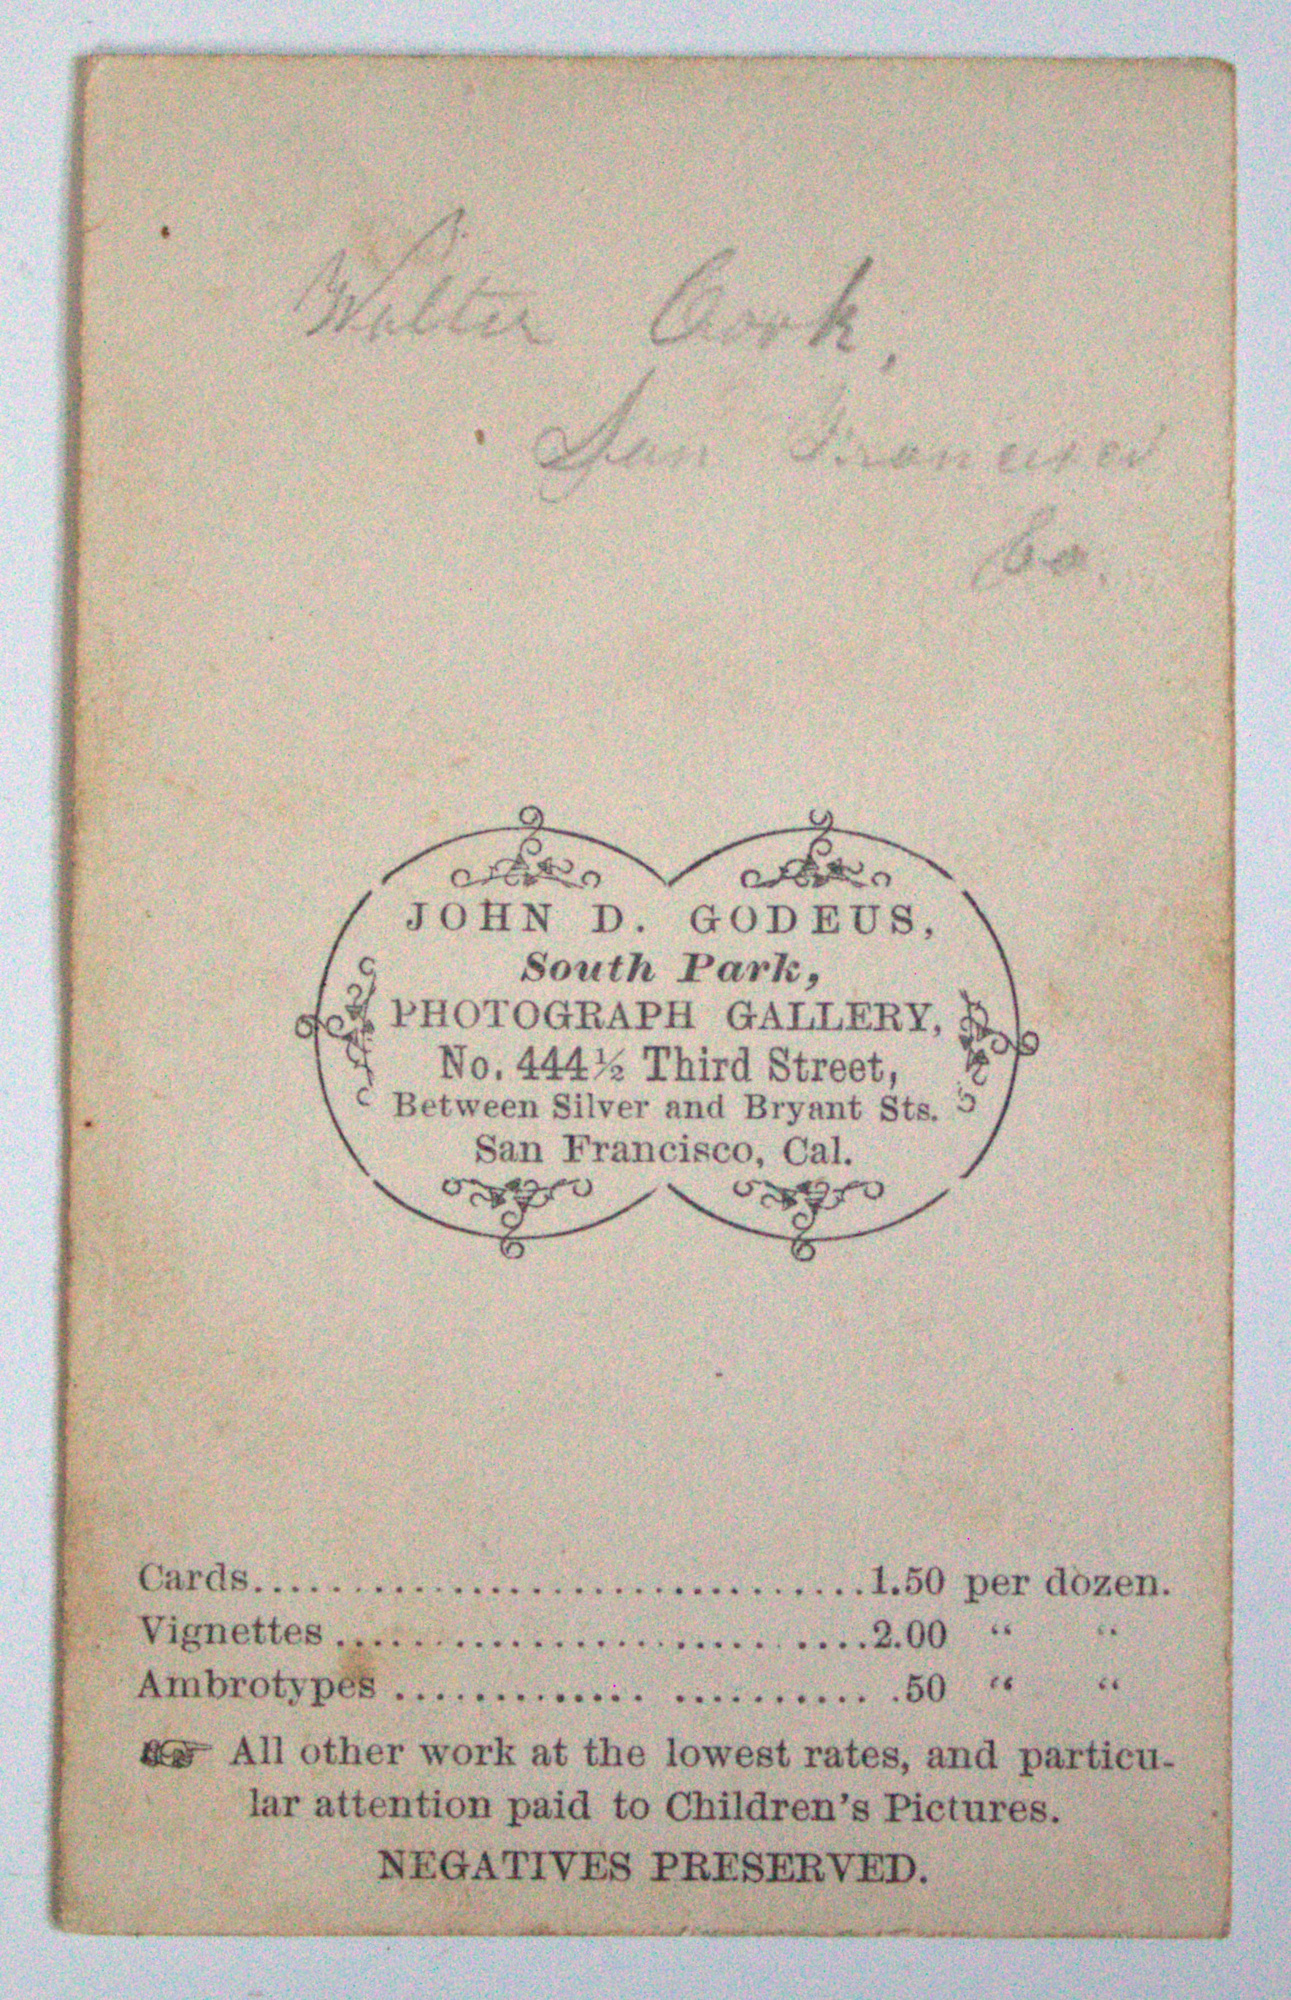 Walter Cook,
San Francisco
Co.
JOHN D. GODEUS,
South Park,
PHOTOGRAPH GALLERY,
No. 444½ Third Street,
Between Silver and Bryant Sts.
San Francisco, Cal.
Cards..................................1.50 per dozen.
Vignettes..............................2.00 “ “
Ambrotypes.......................... .50 “ “
☞ All other work at the lowest rates, and particu-
lar attention paid to Children's Pictures.
NEGATIVES PRESERVED.